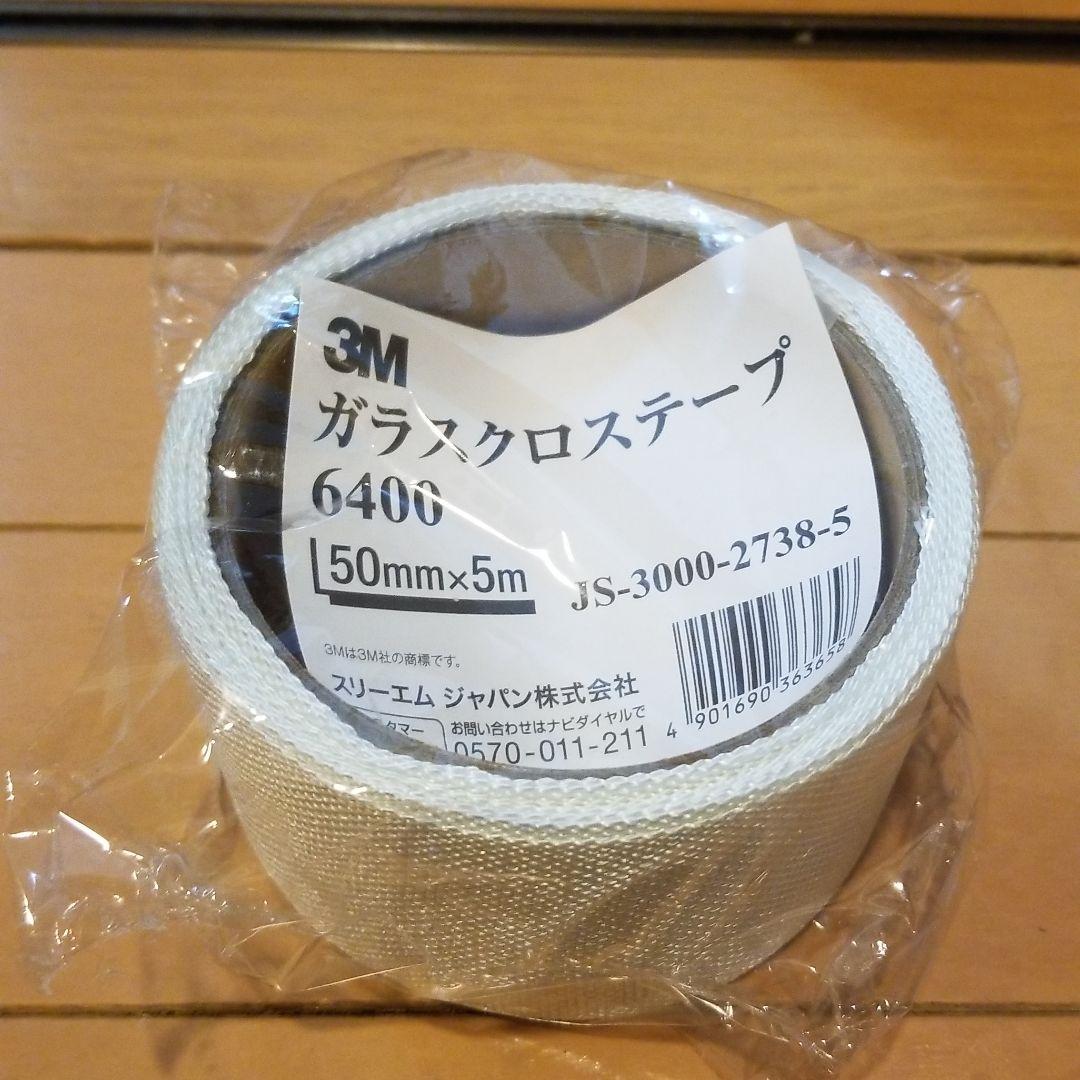 3M
ガラスクロステープ
6400
50mm×5m
JS-3000-2738-5
3Mは3M社の商標です。
スリーエム ジャパン株式会社
タマー
お問い合わせはナビダイヤルで
0570-011-211
4 901690 363658